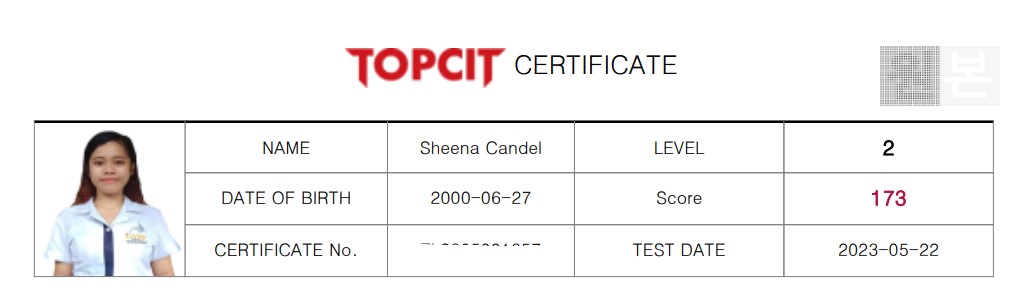 TOPCIT CERTIFICATE
원본
NAME Sheena Candel LEVEL 2
DATE OF BIRTH 2000-06-27 Score 173
CERTIFICATE No. TEST DATE 2023-05-22